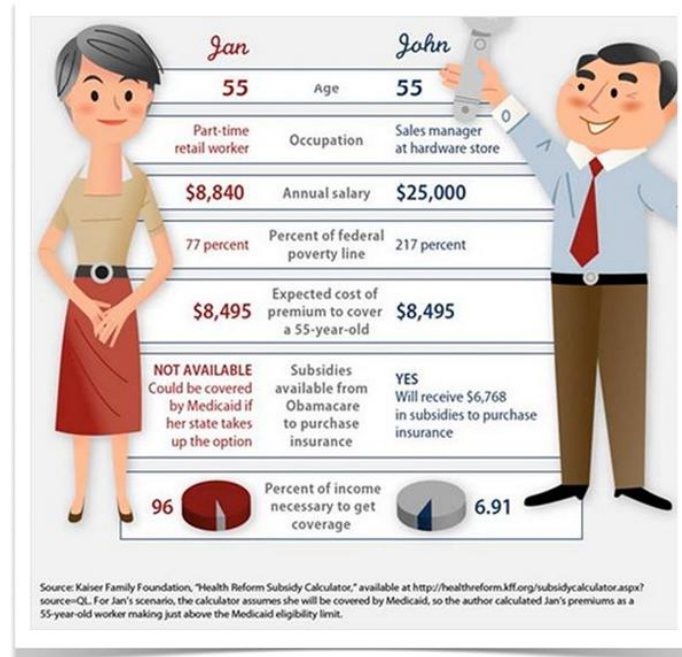 Jan John
55 Age 55
Part-time
retail worker
Occupation
Sales manager
at hardware store
$8,840 Annual salary $25,000
77 percent
Percent of federal
poverty line
217 percent
$8,495
Expected cost of
premium to cover
a 55-year-old
$8,495
NOT AVAILABLE
Could be covered
by Medicaid if
her state takes
up the option
Subsidies
available from
Obamacare
to purchase
insurance
YES
Will receive $6,768
in subsidies to purchase
insurance
96
Percent of income
necessary to get
coverage
6.91
Source: Kaiser Family Foundation, "Health Reform Subsidy Calculator," available at http://healthreform.kff.org/subsidycalculator.aspx?
source=QL. For Jan's scenario, the calculator assumes she will be covered by Medicaid, so the author calculated Jan's premiums as a
55-year-old worker making just above the Medicaid eligibility limit.